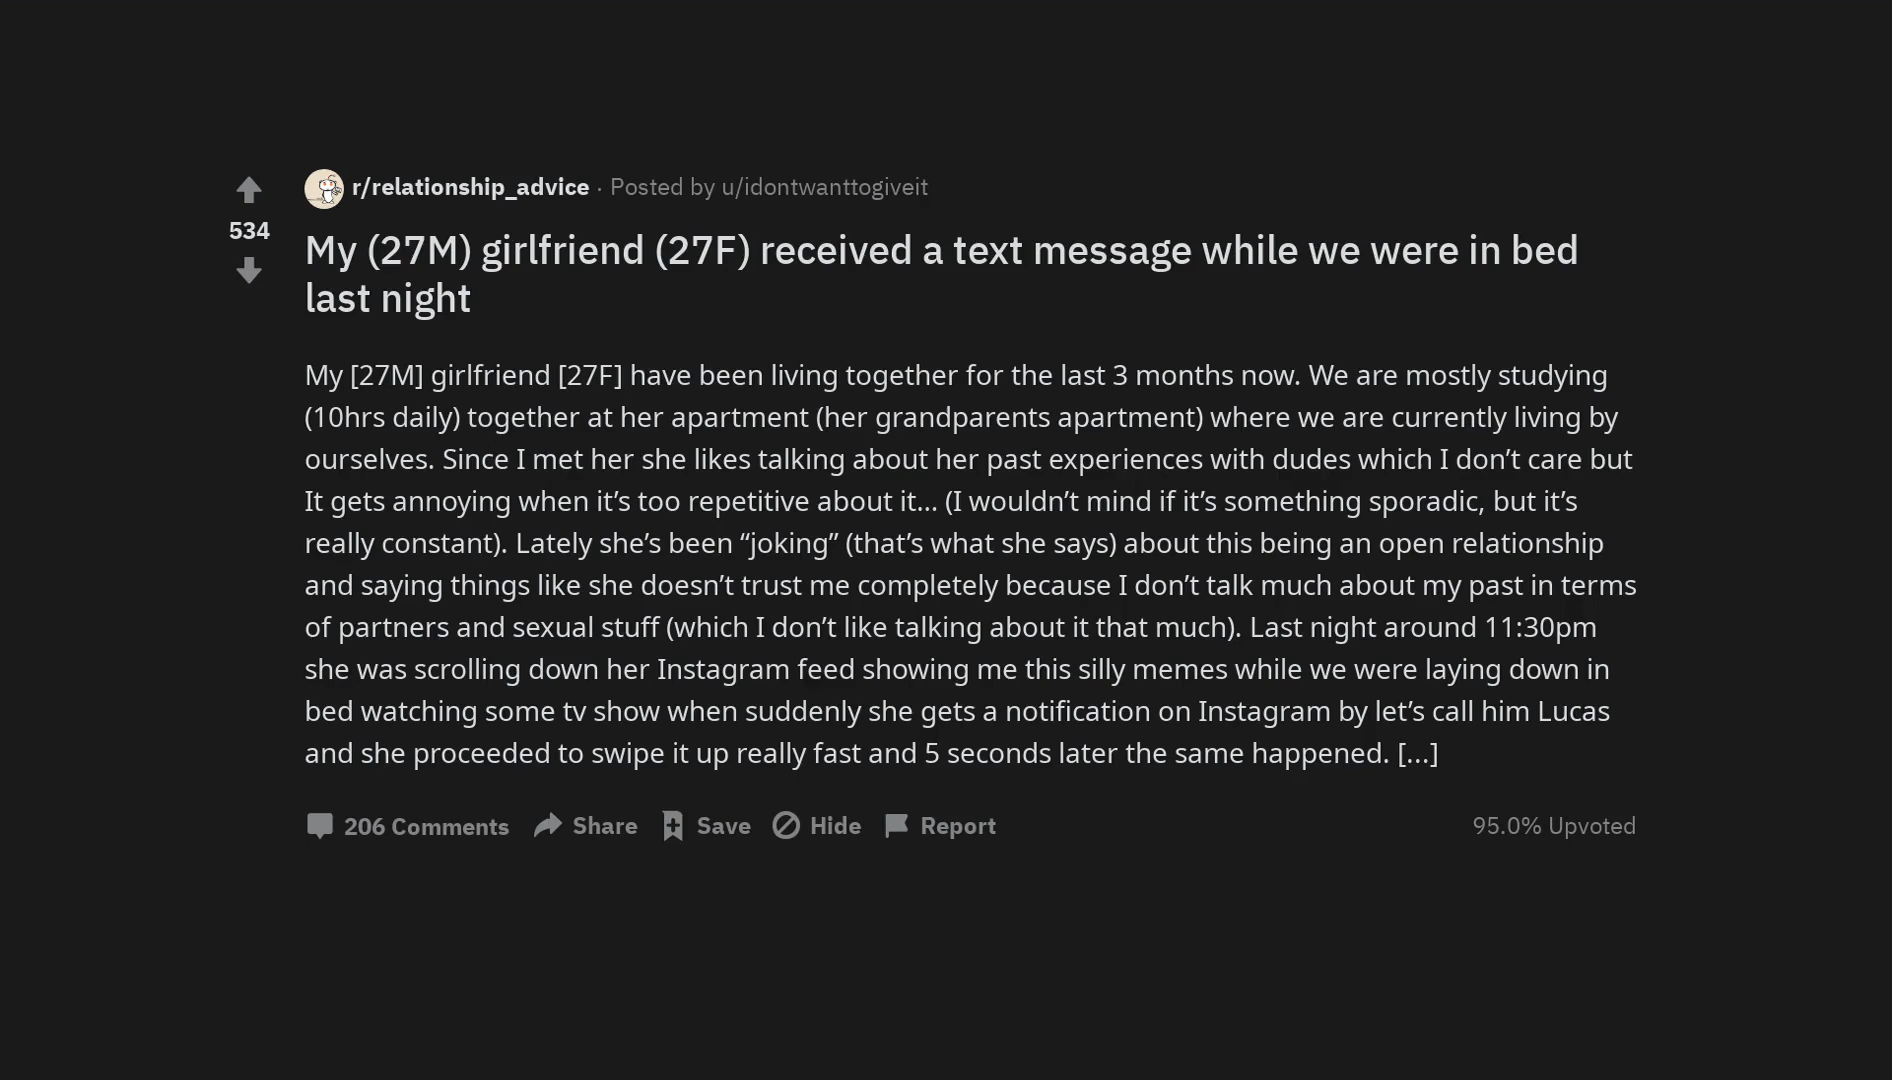 r/relationship_advice · Posted by u/idontwanttogiveit
534
My (27M) girlfriend (27F) received a text message while we were in bed
last night
My [27M] girlfriend [27F] have been living together for the last 3 months now. We are mostly studying
(10hrs daily) together at her apartment (her grandparents apartment) where we are currently living by
ourselves. Since I met her she likes talking about her past experiences with dudes which I don’t care but
It gets annoying when it’s too repetitive about it... (I wouldn’t mind if it’s something sporadic, but it’s
really constant). Lately she’s been “joking” (that’s what she says) about this being an open relationship
and saying things like she doesn’t trust me completely because I don’t talk much about my past in terms
of partners and sexual stuff (which I don’t like talking about it that much). Last night around 11:30pm
she was scrolling down her Instagram feed showing me this silly memes while we were laying down in
bed watching some tv show when suddenly she gets a notification on Instagram by let’s call him Lucas
and she proceeded to swipe it up really fast and 5 seconds later the same happened. [...]
206 Comments Share Save Hide Report 95.0% Upvoted